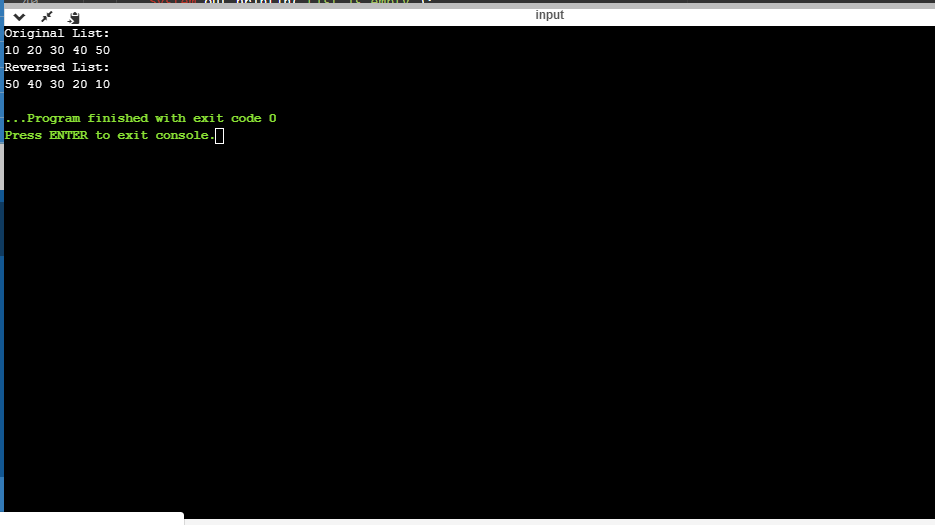 input
Original List:
10 20 30 40 50
Reversed List:
50 40 30 20 10
...Program finished with exit code 0
Press ENTER to exit console.